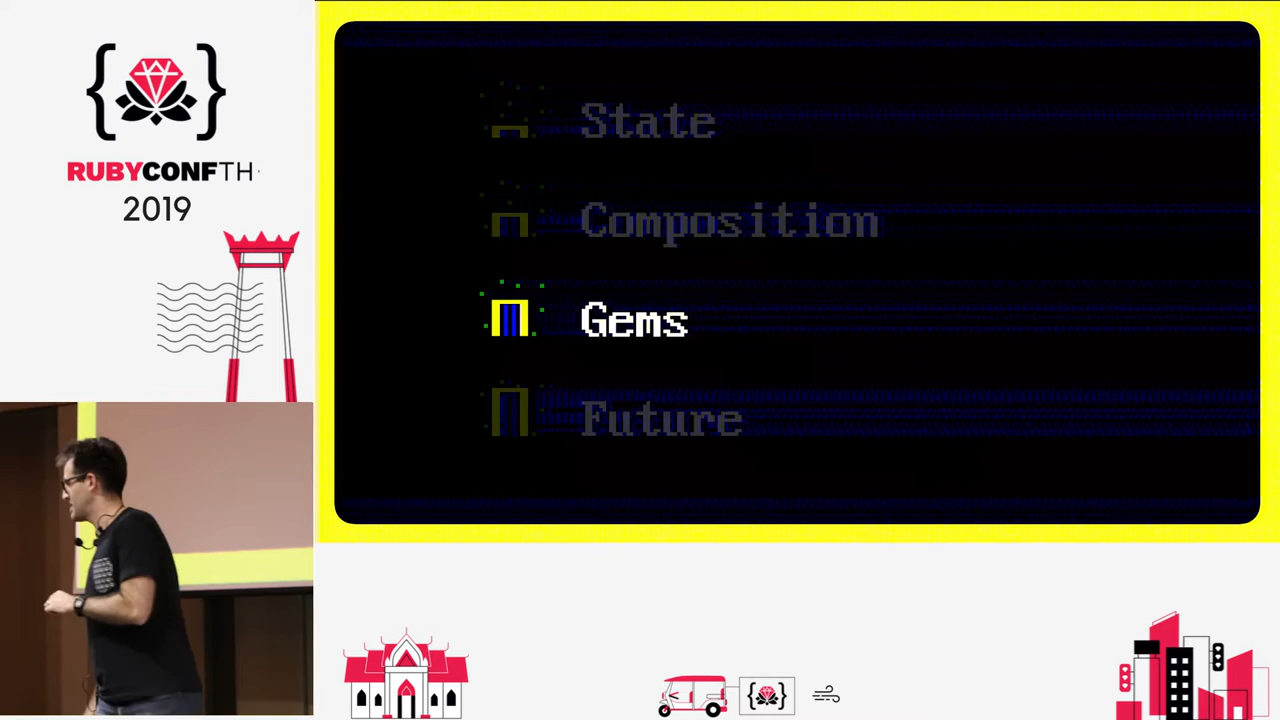 RUBYCONFTH
2019
State
Composition
Gems
Future